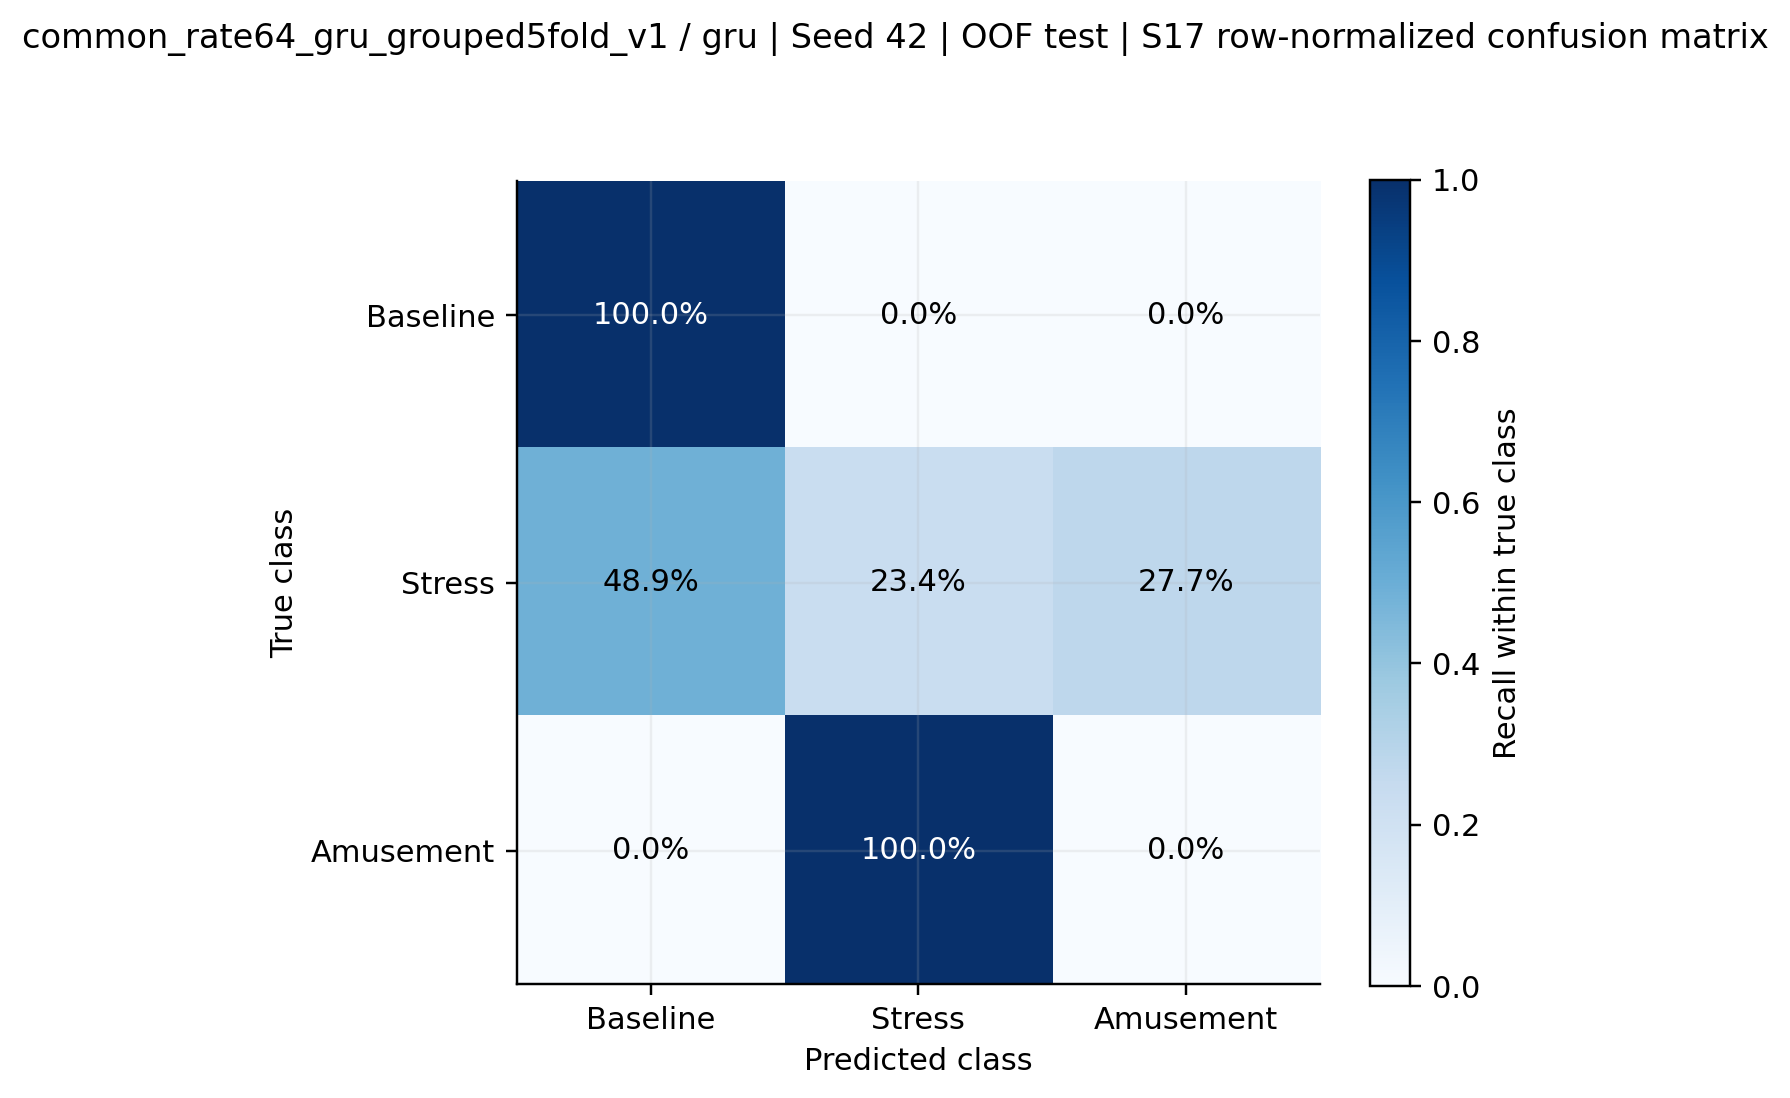 common_rate64_gru_grouped5fold_v1 / gru | Seed 42 | OOF test | S17 row-normalized confusion matrix
Baseline 100.0% 0.0% 0.0%
Stress 48.9% 23.4% 27.7%
Amusement 0.0% 100.0% 0.0%
Baseline Stress Amusement
Predicted class
True class
1.0
0.8
0.6
0.4
0.2
0.0
Recall within true class